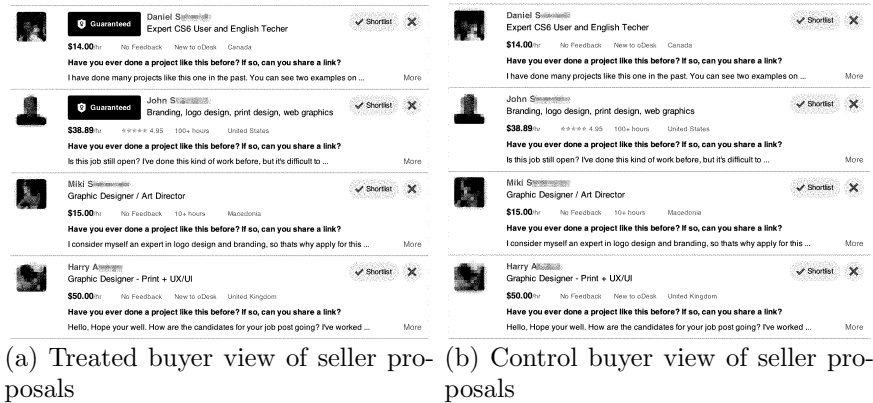 Guaranteed
Daniel
Expert CS6 User and English Techer
Shortlist
$14.00/hr No Feedback New to oDesk Canada
Have you ever done a project like this before? If so, can you share a link?
I have done many projects like this one in the past. You can see two examples on ... More
Guaranteed
John S
Branding, logo design, print design, web graphics
Shortlist
$38.89/hr ★★★★★ 4.95 100+ hours United States
Have you ever done a project like this before? If so, can you share a link?
Is this job still open? I've done this kind of work before, but it's difficult to ... More
Miki S
Graphic Designer / Art Director
Shortlist
$15.00/hr No Feedback 10+ hours Macedonia
Have you ever done a project like this before? If so, can you share a link?
I consider myself an expert in logo design and branding, so thats why apply for this ... More
Harry A
Graphic Designer - Print + UX/UI
Shortlist
$50.00/hr No Feedback New to oDesk United Kingdom
Have you ever done a project like this before? If so, can you share a link?
Hello, Hope your well. How are the candidates for your job post going? I've worked ... More
(a) Treated buyer view of seller pro-
posals
Daniel S
Expert CS6 User and English Techer
Shortlist
$14.00/hr No Feedback New to oDesk Canada
Have you ever done a project like this before? If so, can you share a link?
I have done many projects like this one in the past. You can see two examples on ... More
John S
Branding, logo design, print design, web graphics
Shortlist
$38.89/hr ★★★★★ 4.95 100+ hours United States
Have you ever done a project like this before? If so, can you share a link?
Is this job still open? I've done this kind of work before, but it's difficult to ... More
Miki S
Graphic Designer / Art Director
Shortlist
$15.00/hr No Feedback 10+ hours Macedonia
Have you ever done a project like this before? If so, can you share a link?
I consider myself an expert in logo design and branding, so thats why apply for this ... More
Harry A
Graphic Designer - Print + UX/UI
Shortlist
$50.00/hr No Feedback New to oDesk United Kingdom
Have you ever done a project like this before? If so, can you share a link?
Hello, Hope your well. How are the candidates for your job post going? I've worked ... More
(b) Control buyer view of seller pro-
posals